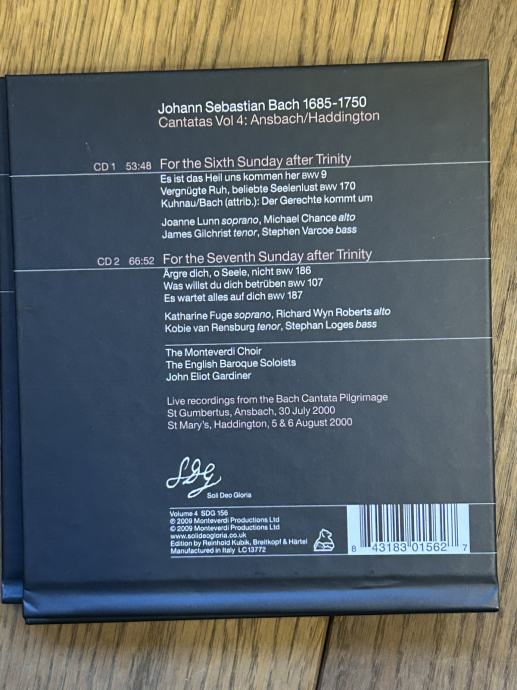 Johann Sebastian Bach 1685-1750
Cantatas Vol 4: Ansbach/Haddington
CD 1 53:48 For the Sixth Sunday after Trinity
Es ist das Heil uns kommen her BWV 9
Vergnügte Ruh, beliebte Seelenlust BWV 170
Kuhnau/Bach (attrib.): Der Gerechte kommt um
Joanne Lunn soprano, Michael Chance alto
James Gilchrist tenor, Stephen Varcoe bass
CD 2 66:52 For the Seventh Sunday after Trinity
Ärgre dich, o Seele, nicht BWV 186
Was willst du dich betrüben BWV 107
Es wartet alles auf dich BWV 187
Katharine Fuge soprano, Richard Wyn Roberts alto
Kobie van Rensburg tenor, Stephan Loges bass
The Monteverdi Choir
The English Baroque Soloists
John Eliot Gardiner
Live recordings from the Bach Cantata Pilgrimage
St Gumbertus, Ansbach, 30 July 2000
St Mary's, Haddington, 5 & 6 August 2000
SDG
Soli Deo Gloria
Volume 4 SDG 156
℗ 2009 Monteverdi Productions Ltd
© 2009 Monteverdi Productions Ltd
www.solideogloria.co.uk
Edition by Reinhold Kubik, Breitkopf & Härtel
Manufactured in Italy LC13772
8 43183 01562 7